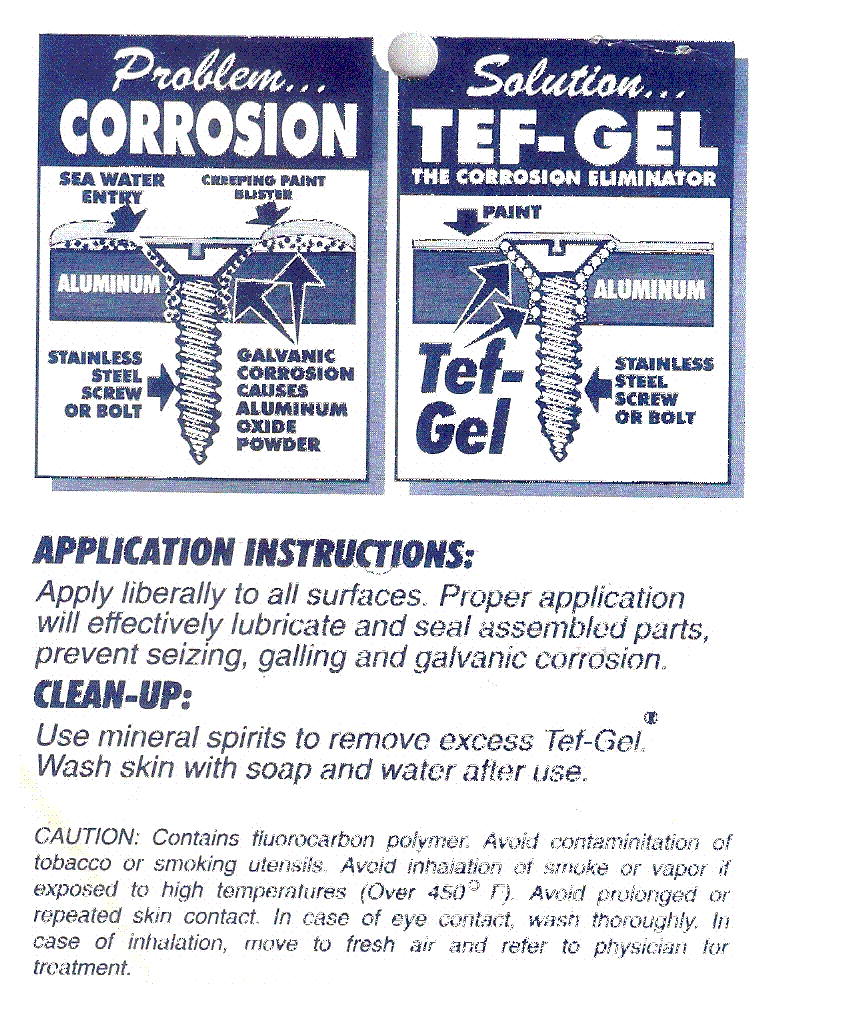 Problem...
CORROSION
SEA WATER
ENTRY
CREEPING PAINT
BLISTER
ALUMINUM
STAINLESS
STEEL
SCREW
OR BOLT
GALVANIC
CORROSION
CAUSES
ALUMINUM
OXIDE
POWDER
Solution...
TEF-GEL
THE CORROSION ELIMINATOR
PAINT
ALUMINUM
Tef-
Gel
STAINLESS
STEEL
SCREW
OR BOLT
APPLICATION INSTRUCTIONS:
Apply liberally to all surfaces. Proper application
will effectively lubricate and seal assembled parts,
prevent seizing, galling and galvanic corrosion.
CLEAN-UP:
Use mineral spirits to remove excess Tef-Gel®.
Wash skin with soap and water after use.
CAUTION: Contains fluorocarbon polymer. Avoid contaminitation of
tobacco or smoking utensils. Avoid inhalation of smoke or vapor if
exposed to high temperatures (Over 450° F). Avoid prolonged or
repeated skin contact. In case of eye contact, wash thoroughly. In
case of inhalation, move to fresh air and refer to physician for
treatment.